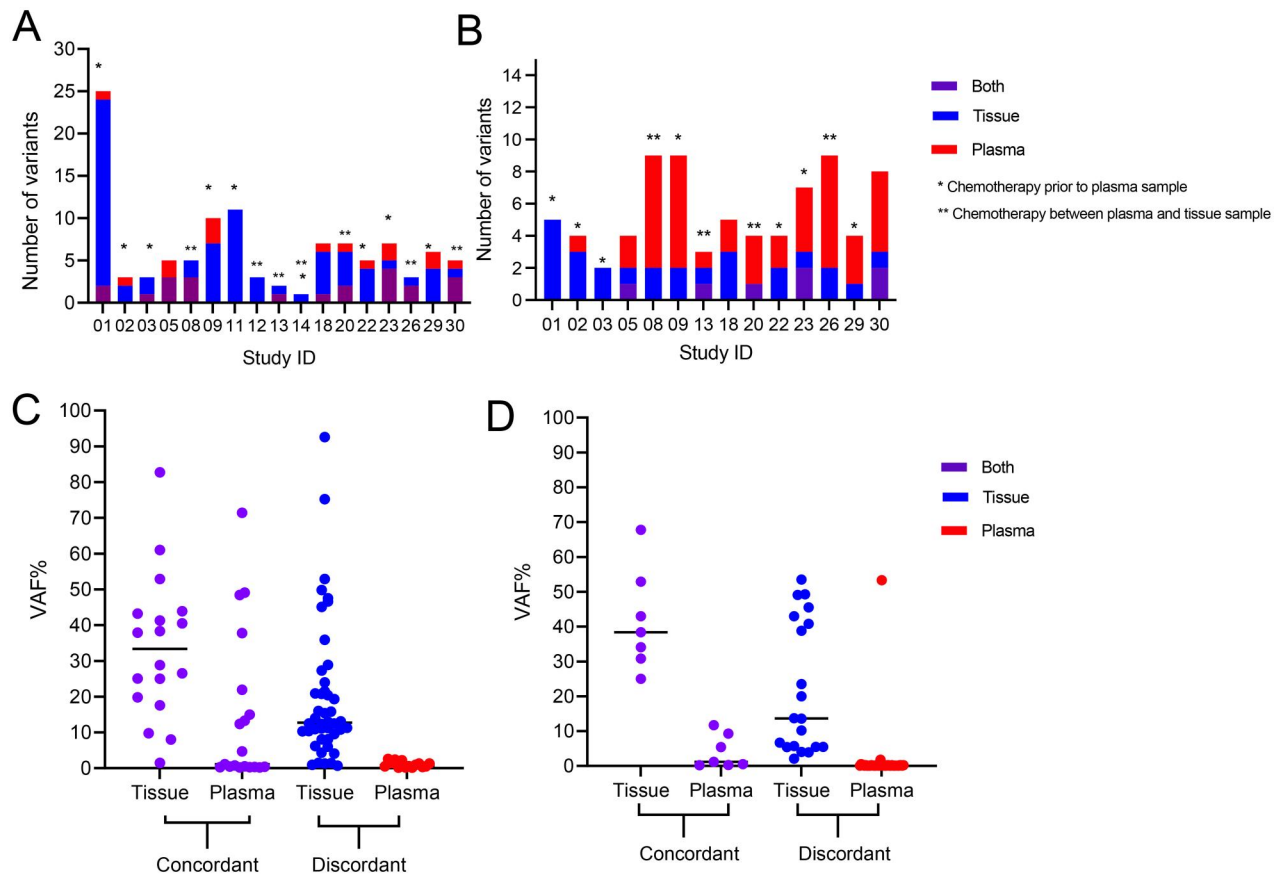 A
Number of variants
30
25
20
15
10
5
0
* * * ** * * ** ** ** * ** * * ** * **
01 02 03 05 08 09 11 12 13 14 18 20 22 23 26 29 30
Study ID
B
Number of variants
14
12
10
8
6
4
2
0
* * * ** * ** ** * * ** *
01 02 03 05 08 09 13 18 20 22 23 26 29 30
Study ID
Both
Tissue
Plasma
* Chemotherapy prior to plasma sample
** Chemotherapy between plasma and tissue sample
C
VAF%
100
90
80
70
60
50
40
30
20
10
0
Tissue Plasma Tissue Plasma
Concordant Discordant
D
VAF%
100
90
80
70
60
50
40
30
20
10
0
Tissue Plasma Tissue Plasma
Concordant Discordant
Both
Tissue
Plasma